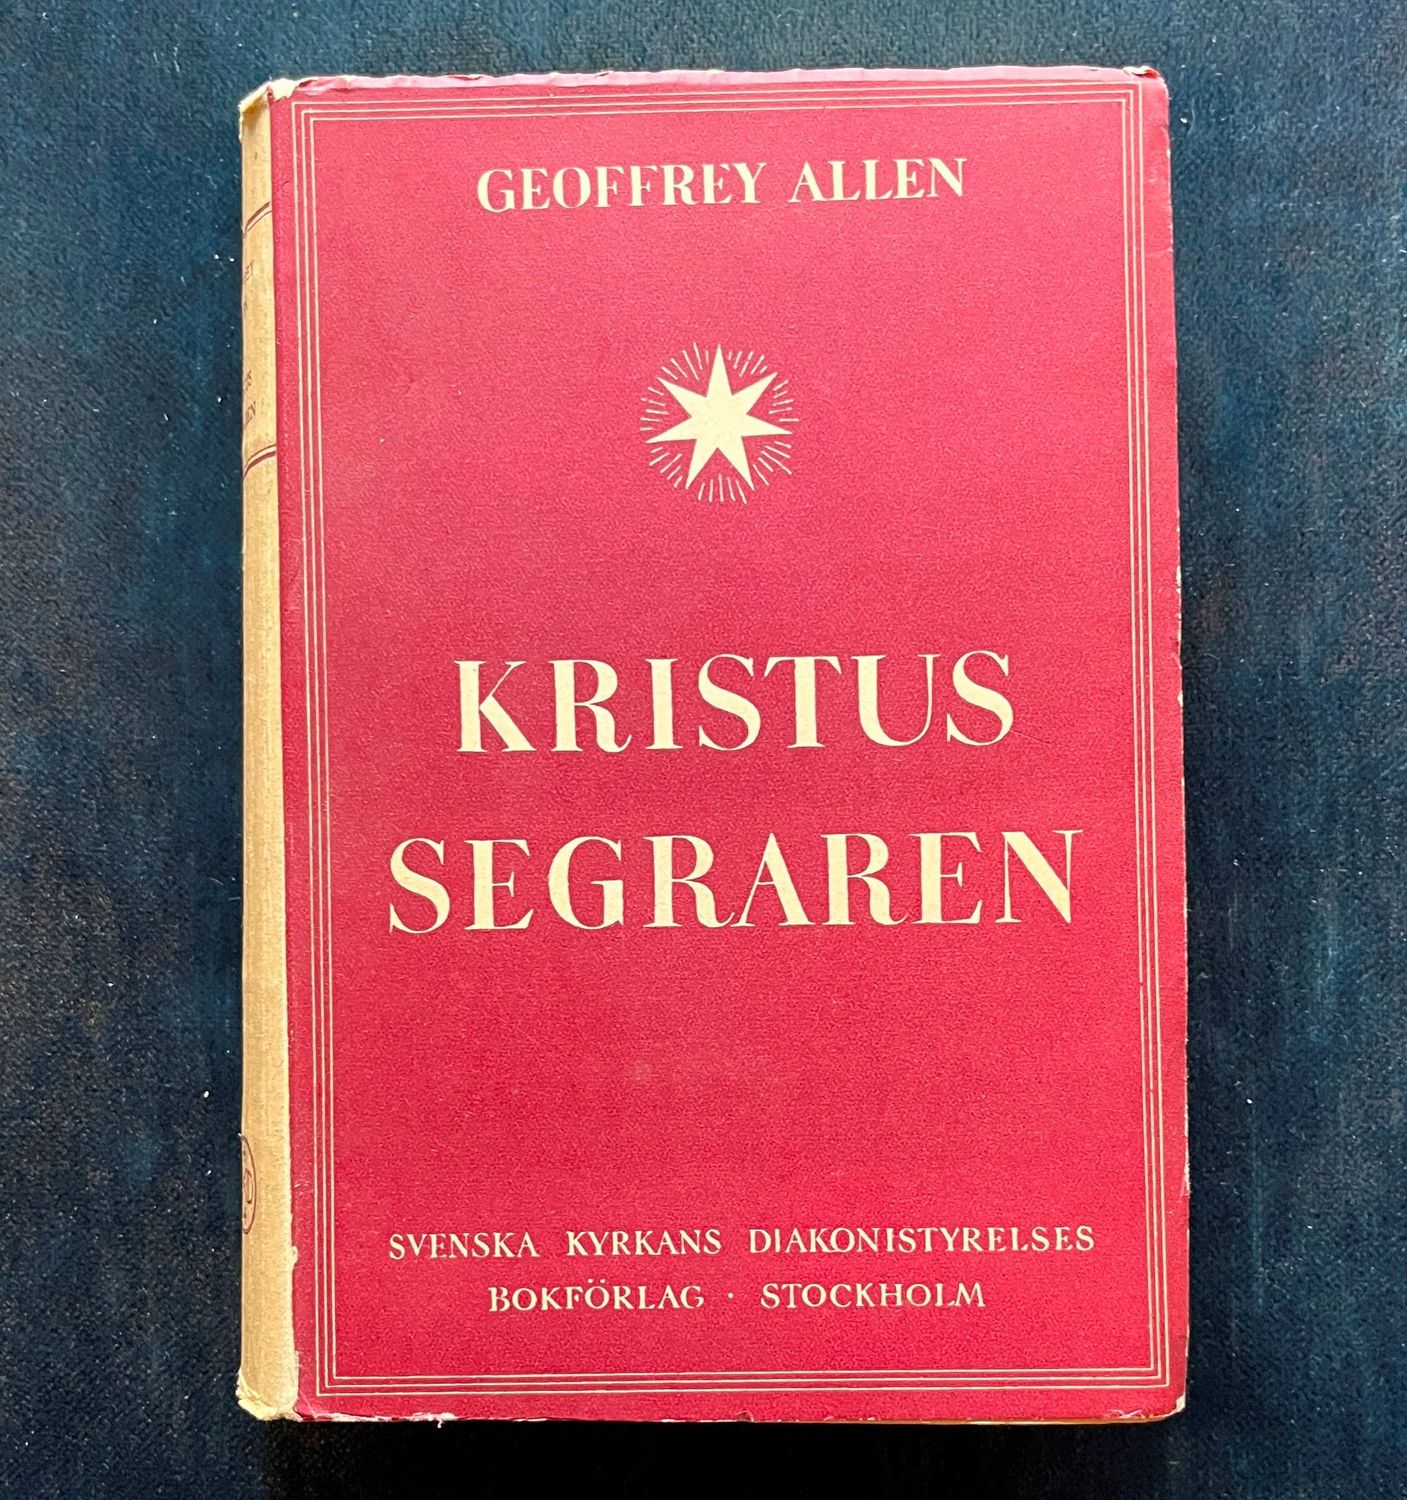 GEOFFREY ALLEN
KRISTUS
SEGRAREN
SVENSKA KYRKANS DIAKONISTYRELSES
BOKFÖRLAG · STOCKHOLM